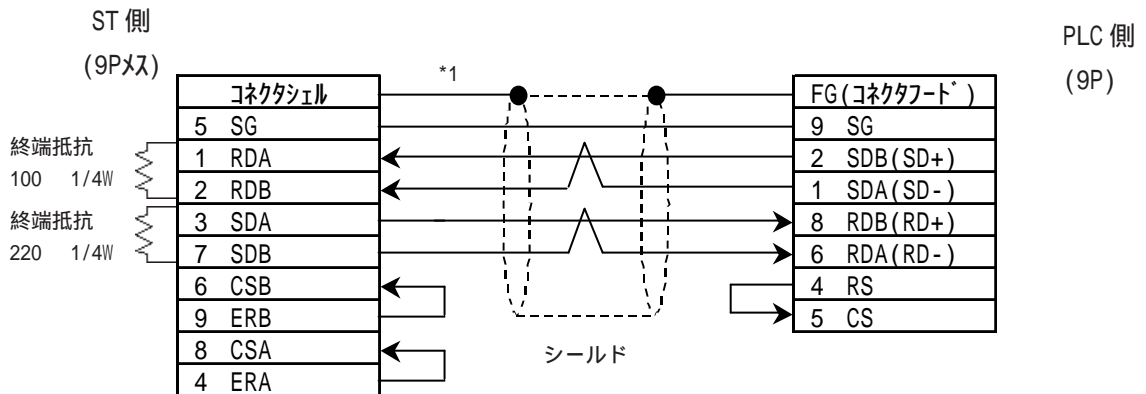 ST 側
(9Pメス)
PLC 側
(9P)
*1
コネクタシェル
5 SG
1 RDA
2 RDB
3 SDA
7 SDB
6 CSB
9 ERB
8 CSA
4 ERA
終端抵抗
100 1/4W
終端抵抗
220 1/4W
シールド
FG(コネクタフード)
9 SG
2 SDB(SD+)
1 SDA(SD-)
8 RDB(RD+)
6 RDA(RD-)
4 RS
5 CS